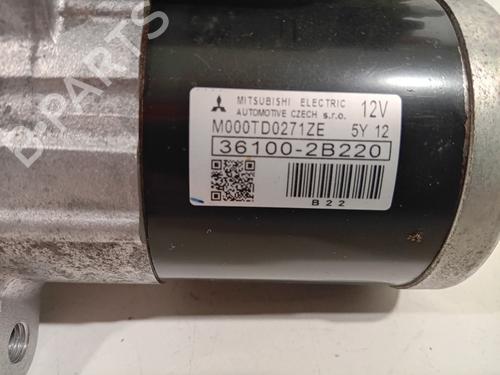 B-PARTS
MITSUBISHI ELECTRIC 12V
AUTOMOTIVE CZECH s.r.o.
M000TD0271ZE 5Y 12
36100-2B220
B22